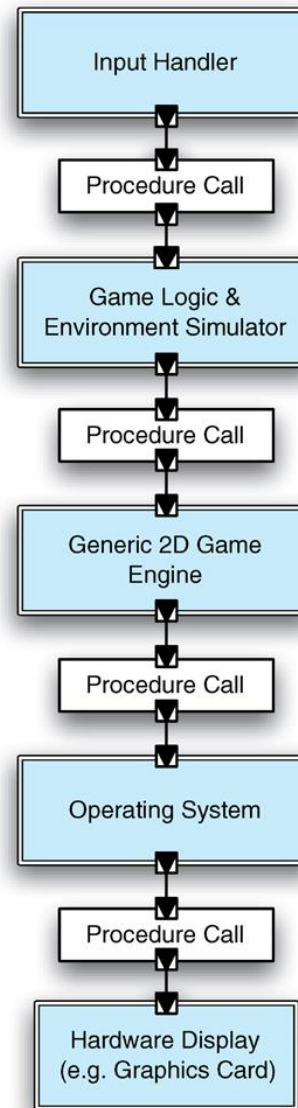 Input Handler
Procedure Call
Game Logic &
Environment Simulator
Procedure Call
Generic 2D Game
Engine
Procedure Call
Operating System
Procedure Call
Hardware Display
(e.g. Graphics Card)